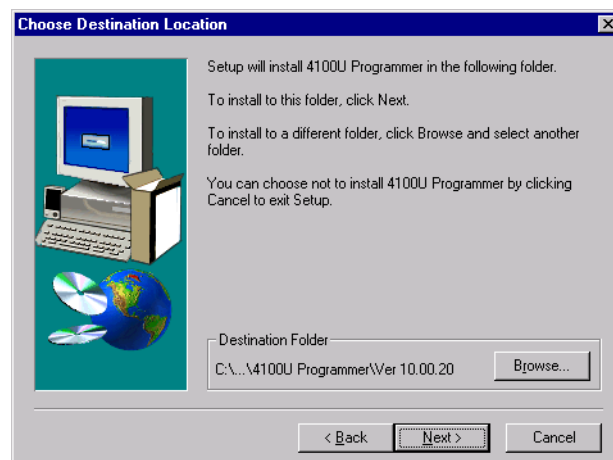 Choose Destination Location
Setup will install 4100U Programmer in the following folder.
To install to this folder, click Next.
To install to a different folder, click Browse and select another
folder.
You can choose not to install 4100U Programmer by clicking
Cancel to exit Setup.
Destination Folder
C:\...\4100U Programmer\Ver 10.00.20
Browse...
< Back
Next >
Cancel